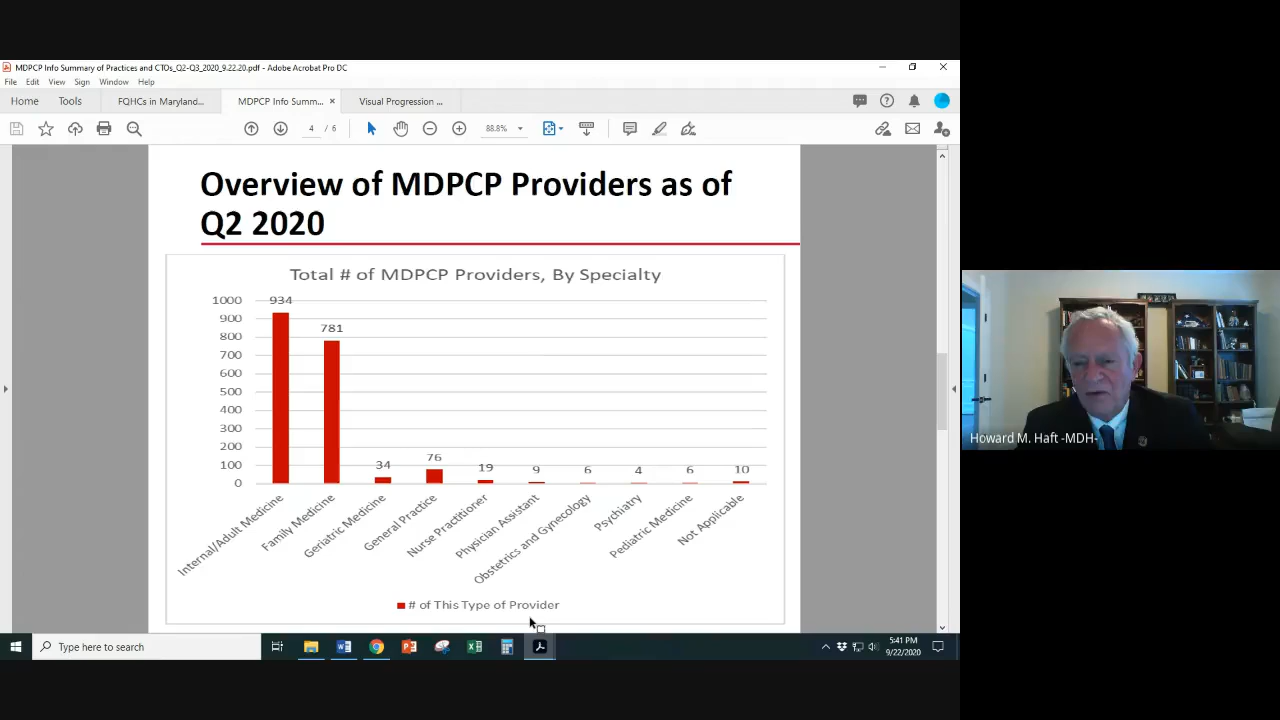 MDPCP Info Summary of Practices and CTOs_Q2-Q3_2020_9.22.20.pdf - Adobe Acrobat Pro DC
File Edit View Sign Window Help
Home Tools FQHCs in Maryland... MDPCP Info Summ... × Visual Progression ...
4 / 6 88.8%
Overview of MDPCP Providers as of
Q2 2020
Total # of MDPCP Providers, By Specialty
1000
900
800
700
600
500
400
300
200
100
0
934
781
34
76
19
9
6
4
6
10
Internal/Adult Medicine
Family Medicine
Geriatric Medicine
General Practice
Nurse Practitioner
Physician Assistant
Obstetrics and Gynecology
Psychiatry
Pediatric Medicine
Not Applicable
# of This Type of Provider
Howard M. Haft -MDH-
Type here to search
5:41 PM
9/22/2020